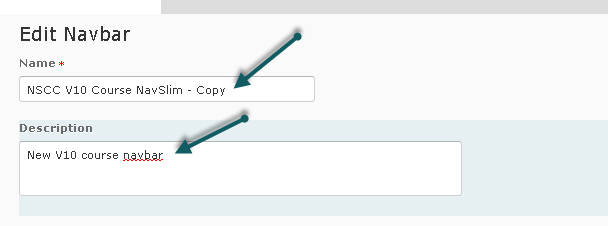 Edit Navbar
Name *
NSCC V10 Course NavSlim - Copy
Description
New V10 course navbar